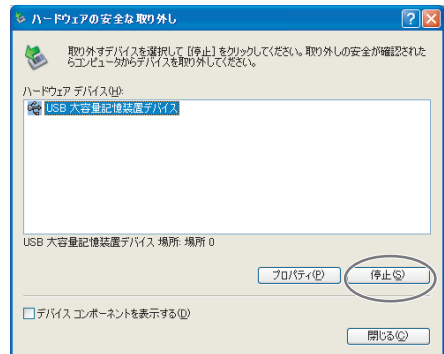 ハードウェアの安全な取り外し
取り外すデバイスを選択して [停止] をクリックしてください。取り外しの安全が確認された
らコンピュータからデバイスを取り外してください。
ハードウェア デバイス(H):
USB 大容量記憶装置デバイス
USB 大容量記憶装置デバイス 場所: 場所 0
プロパティ(P)
停止(S)
デバイス コンポーネントを表示する(D)
閉じる(C)